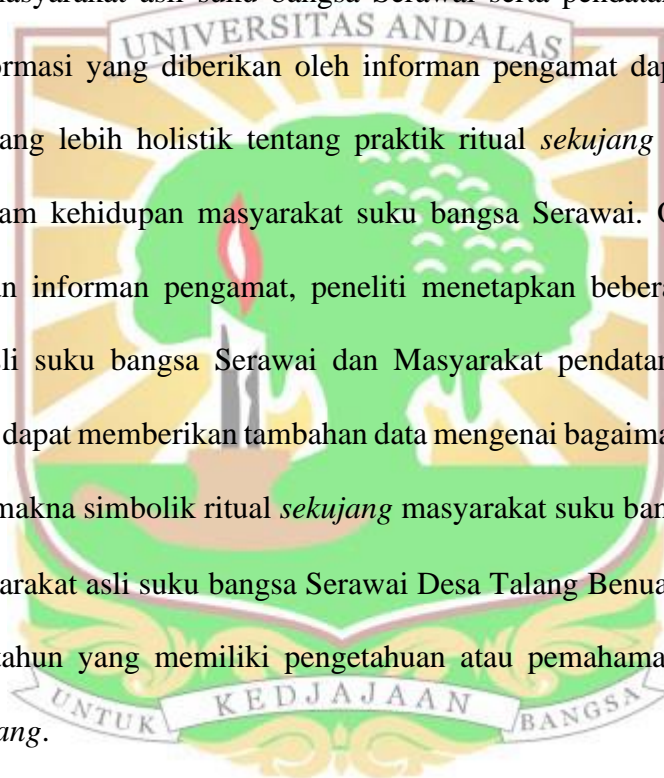 masyarakat asli suku bangsa Serawai serta pendatan
UNIVERSITAS ANDALAS
ormasi yang diberikan oleh informan pengamat dap
ang lebih holistik tentang praktik ritual sekujang
am kehidupan masyarakat suku bangsa Serawai.
n informan pengamat, peneliti menetapkan bebera
li suku bangsa Serawai dan Masyarakat pendatan
dapat memberikan tambahan data mengenai bagaima
makna simbolik ritual sekujang masyarakat suku ban
arakat asli suku bangsa Serawai Desa Talang Benua
tahun yang memiliki pengetahuan atau pemahama
UNTUK KEDJAJAAN BANGSA
ang.